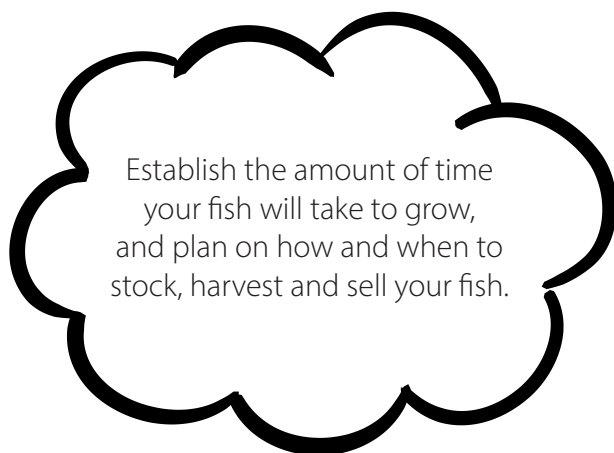 Establish the amount of time
your fish will take to grow,
and plan on how and when to
stock, harvest and sell your fish.